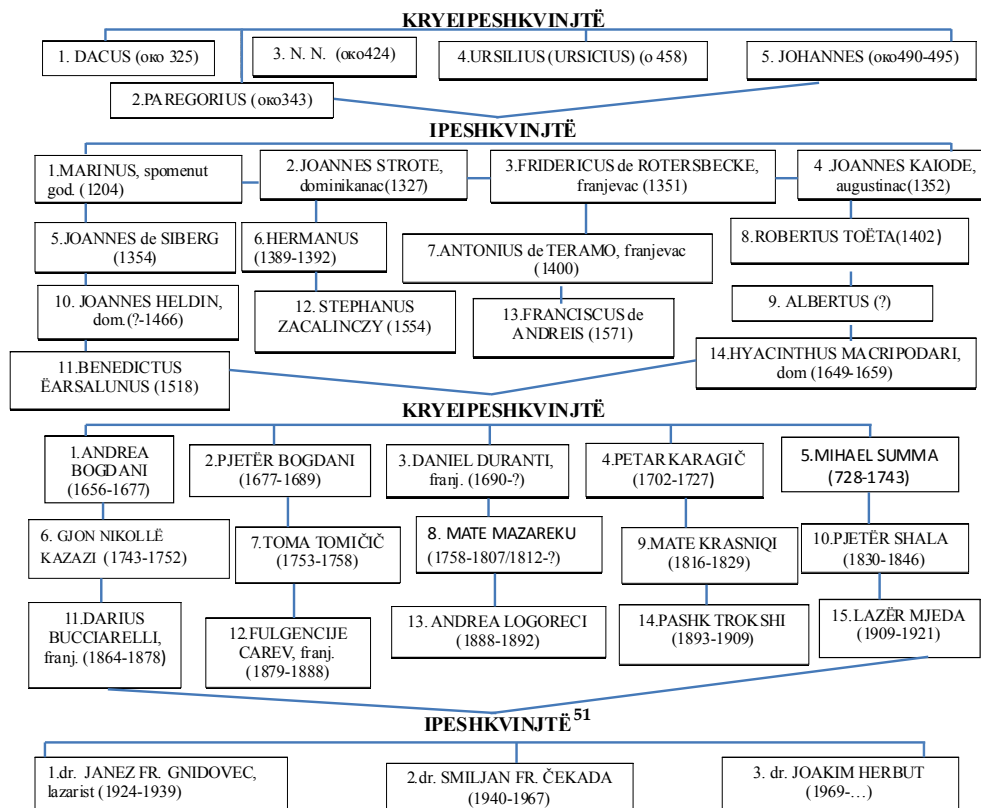 KRYEIPESHKVINJTË
1. DACUS (око 325)
2.PAREGORIUS (око343)
3. N. N. (око424)
4.URSILIUS (URSICIUS) (о 458)
5. JOHANNES (око490-495)
IPESHKVINJTË
1.MARINUS, spomenut
god. (1204)
2.JOANNES STROTE,
dominikanac(1327)
3.FRIDERICUS de ROTERSBECKE,
franjevac (1351)
4 .JOANNES KAIODE,
augustinac(1352)
5.JOANNES de SIBERG
(1354)
6.HERMANUS
(1389-1392)
7.ANTONIUS de TERAMO, franjevac
(1400)
8.ROBERTUS TOËTA(1402)
10. JOANNES HELDIN,
dom.(?-1466)
12. STEPHANUS
ZACALINCZY (1554)
13.FRANCISCUS de
ANDREIS (1571)
9. ALBERTUS (?)
11.BENEDICTUS
ËARSALUNUS (1518)
14.HYACINTHUS MACRIPODARI,
dom (1649-1659)
KRYEIPESHKVINJTË
1.ANDREA
BOGDANI
(1656-1677)
2.PJETËR BOGDANI
(1677-1689)
3. DANIEL DURANTI,
franj. (1690-?)
4. PETAR KARAGIČ
(1702-1727)
5.MIHAEL SUMMA
(728-1743)
6. GJON NIKOLLË
KAZAZI (1743-1752)
7.TOMA TOMIČIČ
(1753-1758)
8. MATE MAZAREKU
(1758-1807/1812-?)
9.MATE KRASNIQI
(1816-1829)
10.PJETËR SHALA
(1830-1846)
11.DARIUS
BUCCIARELLI,
franj. (1864-1878)
12.FULGENCIJE
CAREV, franj.
(1879-1888)
13. ANDREA LOGORECI
(1888-1892)
14.PASHK TROKSHI
(1893-1909)
15.LAZËR MJEDA
(1909-1921)
IPESHKVINJTË 51
1.dr. JANEZ FR. GNIDOVEC,
lazarist (1924-1939)
2.dr. SMILJAN FR. ČEKADA
(1940-1967)
3. dr. JOAKIM HERBUT
(1969-…)